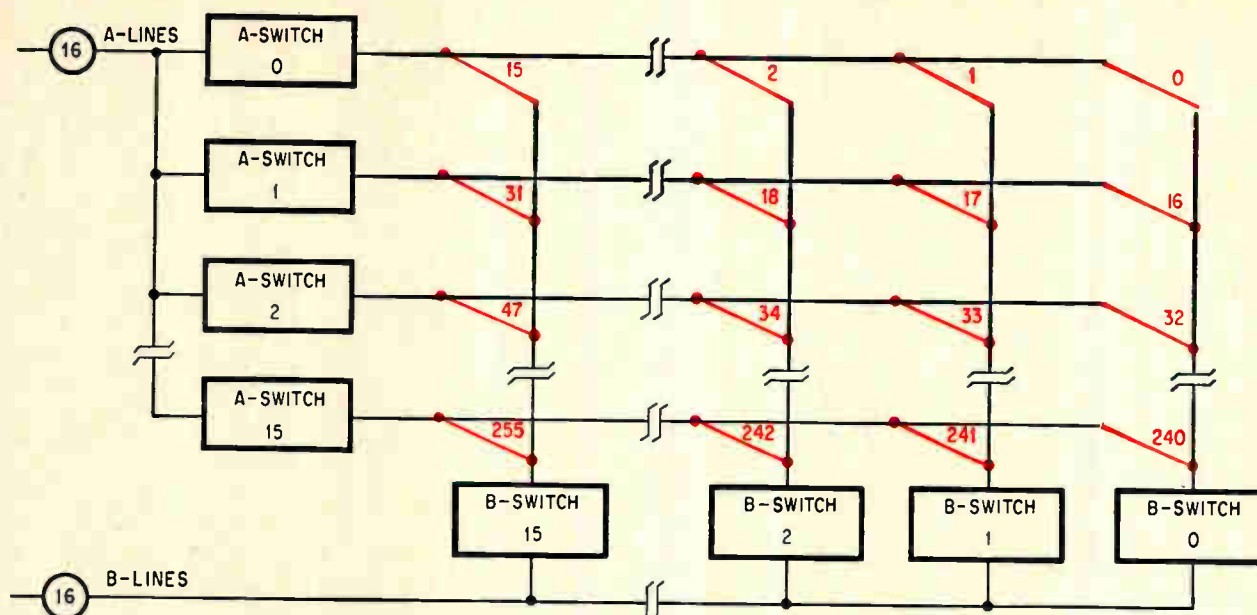 16 A-LINES
A-SWITCH
0
15
2
1
0
A-SWITCH
1
31
18
17
16
A-SWITCH
2
47
34
33
32
A-SWITCH
15
255
242
241
240
B-SWITCH
15
B-SWITCH
2
B-SWITCH
1
B-SWITCH
0
16 B-LINES